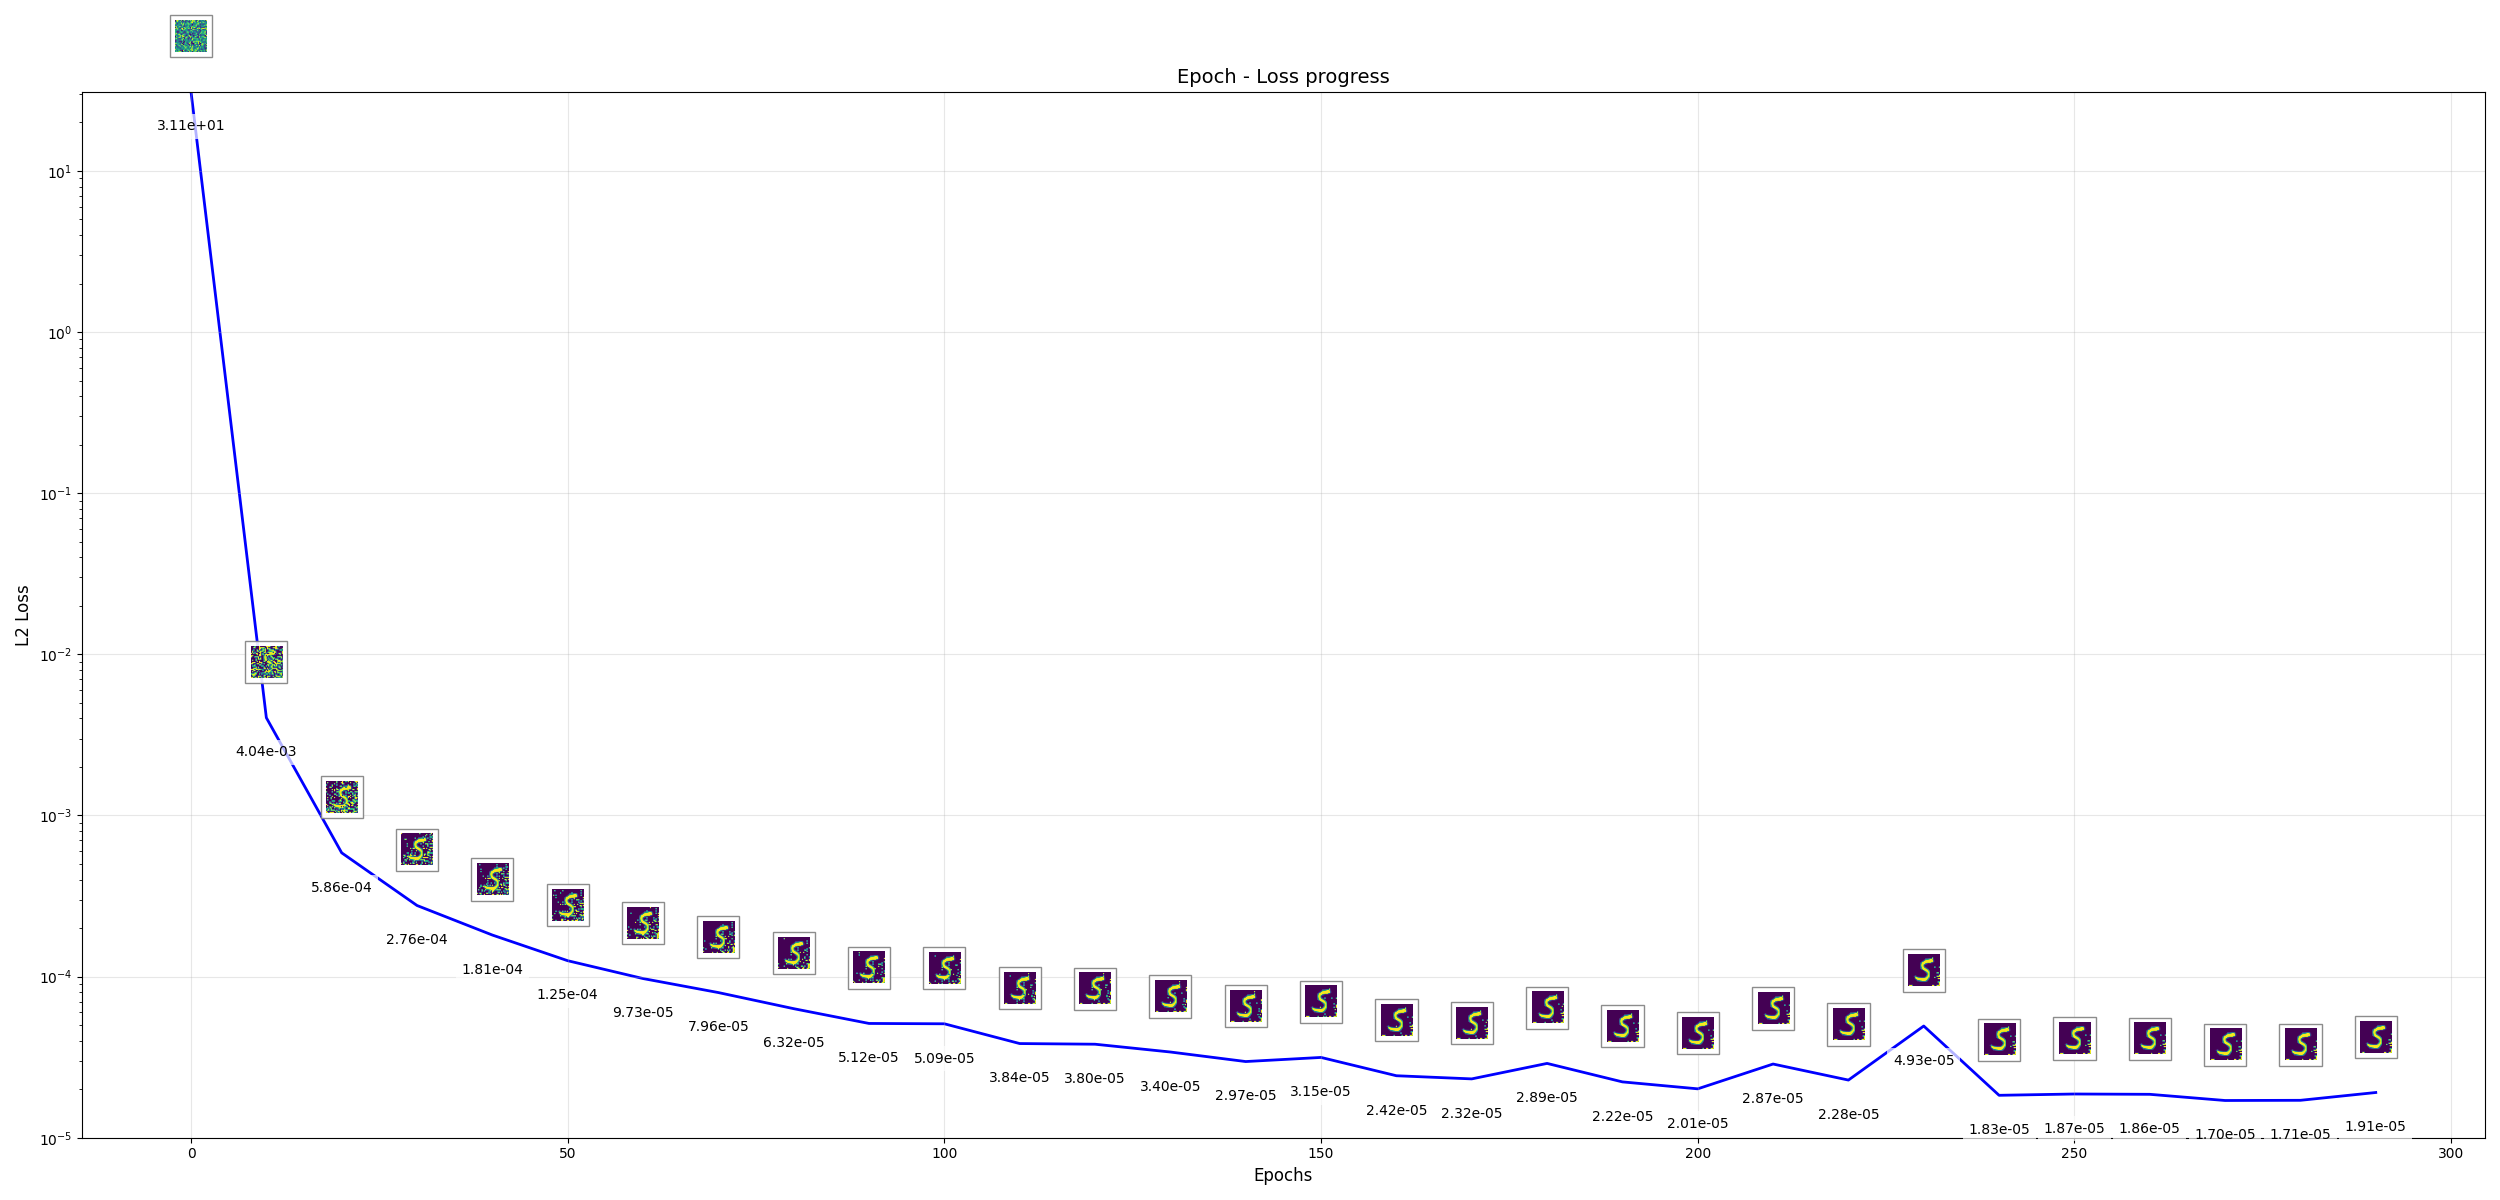 Epoch - Loss progress
3.11e+01
10¹
10⁰
10⁻¹
L2 Loss
10⁻²
4.04e-03
10⁻³
5.86e-04
2.76e-04
1.81e-04
10⁻⁴
1.25e-04
9.73e-05
7.96e-05
6.32e-05
5.12e-05
5.09e-05
3.84e-05
3.80e-05
3.40e-05
2.97e-05
3.15e-05
2.42e-05
2.32e-05
2.89e-05
2.22e-05
2.01e-05
2.87e-05
2.28e-05
4.93e-05
1.83e-05
1.87e-05
1.86e-05
1.70e-05
1.71e-05
1.91e-05
10⁻⁵
0 50 100 150 200 250 300
Epochs